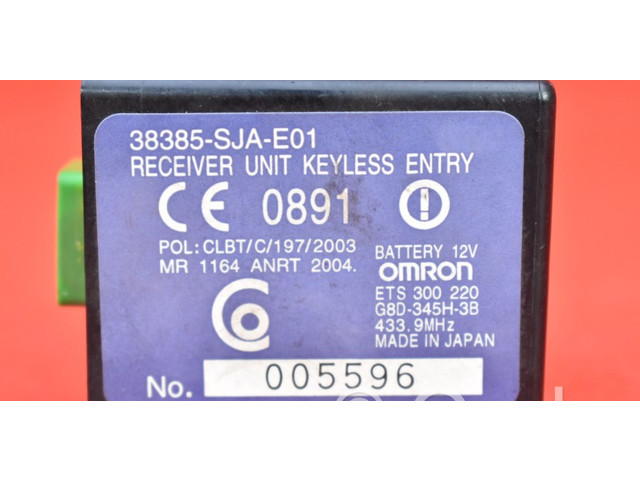 38385-SJA-E01
RECEIVER UNIT KEYLESS ENTRY
CE 0891
POL: CLBT/C/197/2003
MR 1164 ANRT 2004.
BATTERY 12V
OMRON
ETS 300 220
G8D-345H-3B
433.9MHz
MADE IN JAPAN
No. 005596